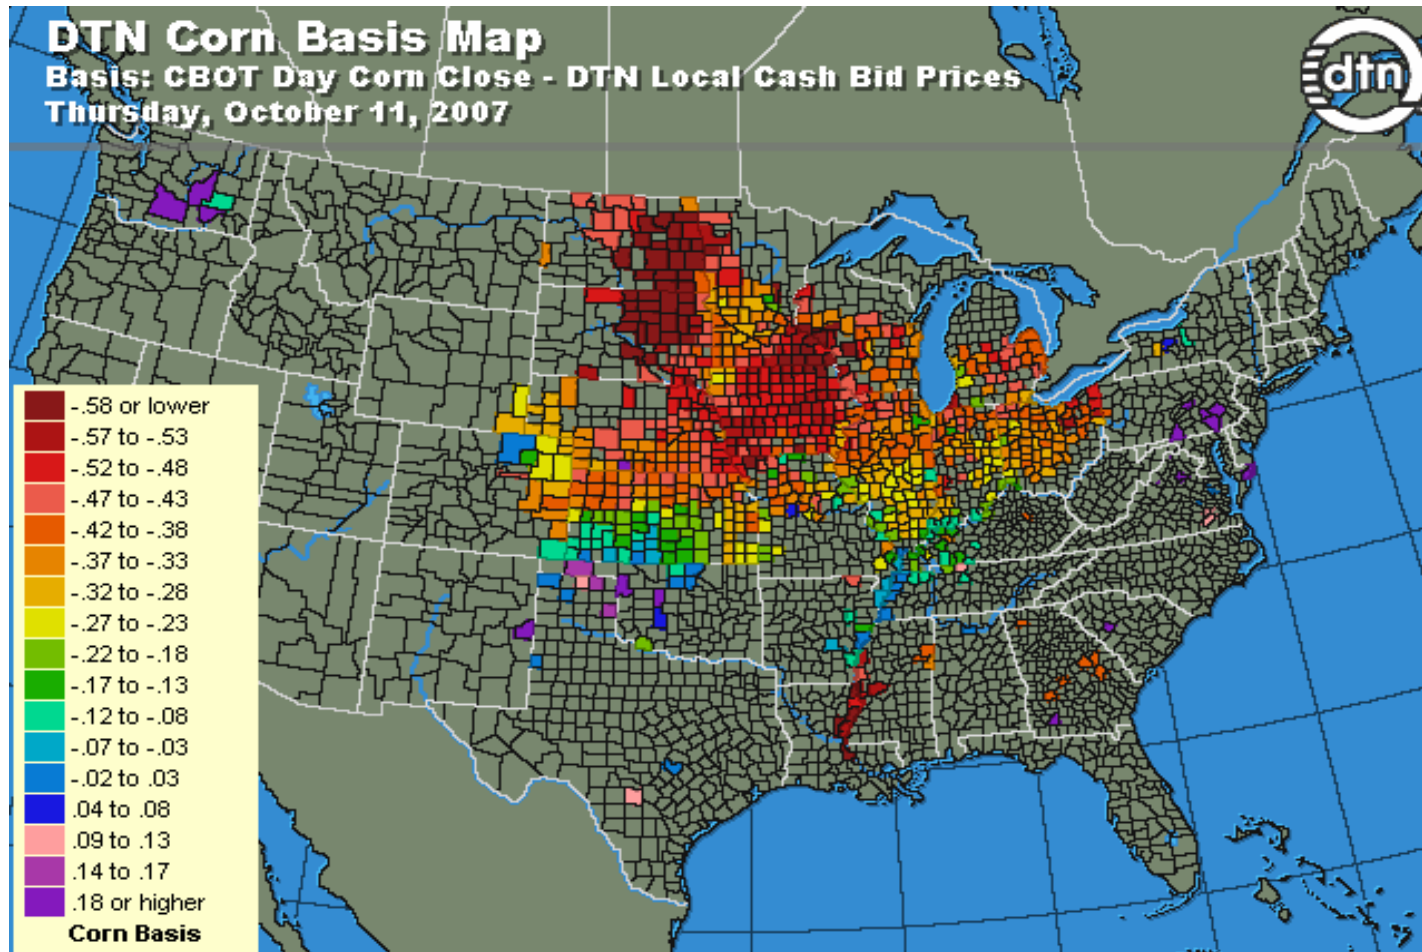 DTN Corn Basis Map
Basis: CBOT Day Corn Close - DTN Local Cash Bid Prices
Thursday, October 11, 2007
dtn
-.58 or lower
-.57 to -.53
-.52 to -.48
-.47 to -.43
-.42 to -.38
-.37 to -.33
-.32 to -.28
-.27 to -.23
-.22 to -.18
-.17 to -.13
-.12 to -.08
-.07 to -.03
-.02 to .03
.04 to .08
.09 to .13
.14 to .17
.18 or higher
Corn Basis